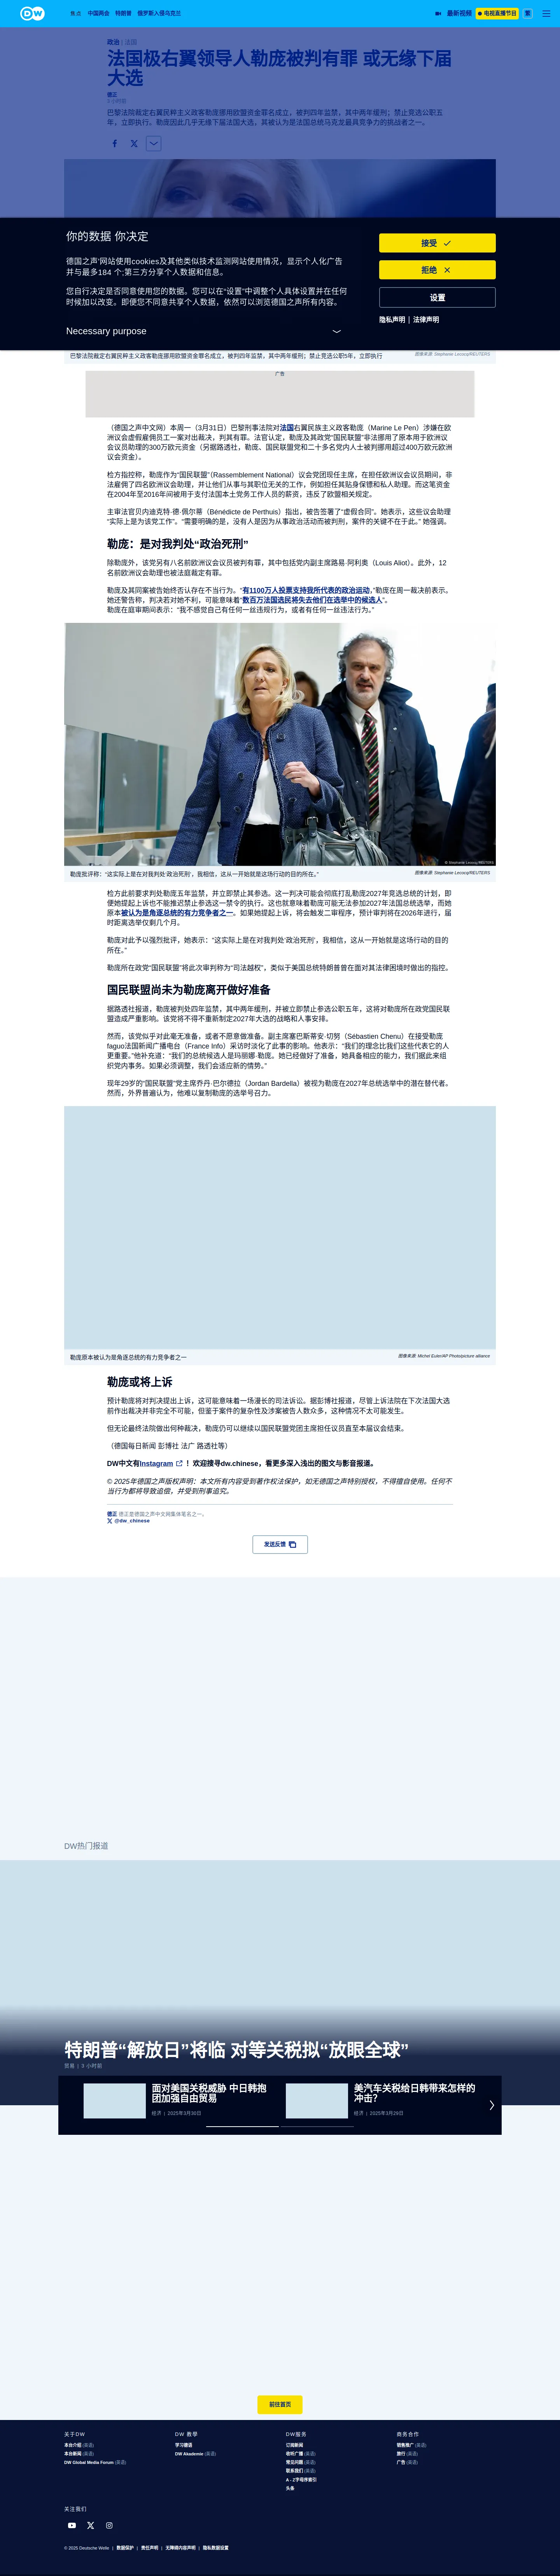 DW
焦点 中国两会 特朗普 俄罗斯入侵乌克兰
最新视频 电视直播节目 繁
政治 | 法国
法国极右翼领导人勒庞被判有罪 或无缘下届
大选
德正
巴黎法院裁定右翼民粹主义政客勒庞挪用欧盟资金罪名成立，被判四年监禁，其中两年缓刑；禁止竞选公职五
年，立即执行。勒庞因此几乎无缘下届法国大选，其被认为是法国总统马克龙最具竞争力的挑战者之一。
你的数据 你决定
德国之声'网站使用cookies及其他类似技术监测网站使用情况，显示个人化广告
并与最多184 个;第三方分享个人数据和信息。
您自行决定是否同意使用您的数据。您可以在“设置”中调整个人具体设置并在任何
时候加以改变。即便您不同意共享个人数据，依然可以浏览德国之声所有内容。
Necessary purpose
接受
拒绝
设置
隐私声明 | 法律声明
巴黎法院裁定右翼民粹主义政客勒庞挪用欧盟资金罪名成立，被判四年监禁，其中两年缓刑；禁止竞选公职5年，立即执行
图像来源: Stephanie Lecocq/REUTERS
广告
（德国之声中文网）本周一（3月31日）巴黎刑事法院对法国右翼民族主义政客勒庞（Marine Le Pen）涉嫌在欧
洲议会虚假雇佣员工一案对出裁决，判其有罪。法官认定，勒庞及其政党“国民联盟”非法挪用了原本用于欧洲议
会议员助理的300万欧元资金（另据路透社，勒庞、国民联盟党和二十多名党内人士被判挪用超过400万欧元欧洲
议会资金）。
检方指控称，勒庞作为“国民联盟”（Rassemblement National）议会党团现任主席，在担任欧洲议会议员期间，非
法雇佣了四名欧洲议会助理，并让他们从事与其职位无关的工作，例如担任其贴身保镖和私人助理。而这笔资金
在2004年至2016年间被用于支付法国本土党务工作人员的薪资，违反了欧盟相关规定。
主审法官贝内迪克特·德·佩尔蒂（Bénédicte de Perthuis）指出，被告签署了“虚假合同”。她表示，这些议会助理
“实际上是为该党工作”。“需要明确的是，没有人是因为从事政治活动而被判刑，案件的关键不在于此。” 她强调。
勒庞：是对我判处“政治死刑”
除勒庞外，该党另有八名前欧洲议会议员被判有罪，其中包括党内副主席路易·阿利奥（Louis Aliot）。此外，12
名前欧洲议会助理也被法庭裁定有罪。
勒庞及其同案被告始终否认存在不当行为。“有1100万人投票支持我所代表的政治运动，”勒庞在周一裁决前表示。
她还警告称，判决若对她不利，可能意味着“数百万法国选民将失去他们在选举中的候选人”。
勒庞在庭审期间表示：“我不感觉自己有任何一丝违规行为，或者有任何一丝违法行为。”
© Stephanie Lecocq/REUTERS
勒庞批评称：“这实际上是在对我判处‘政治死刑’，我相信，这从一开始就是这场行动的目的所在。”
图像来源: Stephanie Lecocq/REUTERS
检方此前要求判处勒庞五年监禁，并立即禁止其参选。这一判决可能会彻底打乱勒庞2027年竞选总统的计划，即
便她提起法律上诉也不能推迟禁止参选这一禁令的执行。这也就意味着勒庞可能无法参加2027年法国总统竞选，而她
原本被认为是角逐总统的有力竞争者之一。如果她提起上诉，将会触发二审程序，预计审判将在2026年进行，届
时距离选举仅剩几个月。
勒庞对此予以强烈批评，她表示：“这实际上是在对我判处‘政治死刑’，我相信，这从一开始就是这场行动的目的
所在。”
勒庞所在政党“国民联盟”将此次审判称为“司法越权”，类似于美国总统特朗普曾在面对其法律困境时做出的指控。
国民联盟尚未为勒庞离开做好准备
据路透社报道，勒庞被判处四年监禁，其中两年缓刑，并被立即禁止参选公职五年，这将对勒庞所在政党国民联
盟造成严重影响。该党将不得不重新制定2027年大选的战略和人事安排。
然而，该党似乎对此毫无准备，或者不愿意做准备。副主席塞巴斯蒂安·切努（Sébastien Chenu）在接受勒庞
faguo法国新闻广播电台（France Info）采访时淡化了此事的影响。他表示：“我们的理念比我们这些代表它的人
更重要。”他补充道：“我们的总统候选人是玛丽娜·勒庞。她已经做好了准备，她具备相应的能力，我们据此来组
织党内事务。如果必须调整，我们会适应新的情势。”
现年29岁的“国民联盟”党主席乔丹·巴尔德拉（Jordan Bardella）被视为勒庞在2027年总统选举中的潜在替代者。
然而，外界普遍认为，他难以复制勒庞的选举号召力。
勒庞原本被认为是角逐总统的有力竞争者之一
图像来源: Michel Euler/AP Photo/picture alliance
勒庞或将上诉
预计勒庞将对判决提出上诉，这可能意味着一场漫长的司法诉讼。据彭博社报道，尽管上诉法院在下次法国大选
前作出裁决并非完全不可能，但鉴于案件的复杂性及涉案被告人数众多，这种情况不太可能发生。
但无论最终法院做出何种裁决，勒庞仍可以继续以国民联盟党团主席担任议员直至本届议会结束。
（德国每日新闻 彭博社 法广 路透社等）
DW中文有Instagram ！欢迎搜寻dw.chinese，看更多深入浅出的图文与影音报道。
© 2025年德国之声版权声明：本文所有内容受到著作权法保护，如无德国之声特别授权，不得擅自使用。任何不
当行为都将导致追偿，并受到刑事追究。
德正 德正是德国之声中文网集体笔名之一。
@dw_chinese
发送反馈
DW热门报道
特朗普“解放日”将临 对等关税拟“放眼全球”
贸易 | 3 小时前
面对美国关税威胁 中日韩抱
团加强自由贸易
经济 | 2025年3月30日
美汽车关税给日韩带来怎样的
冲击？
经济 | 2025年3月29日
前往首页
关于DW
本台介绍 (英语)
本台新闻 (英语)
DW Global Media Forum (英语)
DW 教学
学习德语
DW Akademie (英语)
DW服务
订阅新闻
收听广播 (英语)
常见问题 (英语)
联系我们 (英语)
A - Z字母序索引
头条
商务合作
销售推广 (英语)
旅行 (英语)
广告 (英语)
关注我们
© 2025 Deutsche Welle | 数据保护 | 责任声明 | 无障碍内容声明 | 隐私数据设置